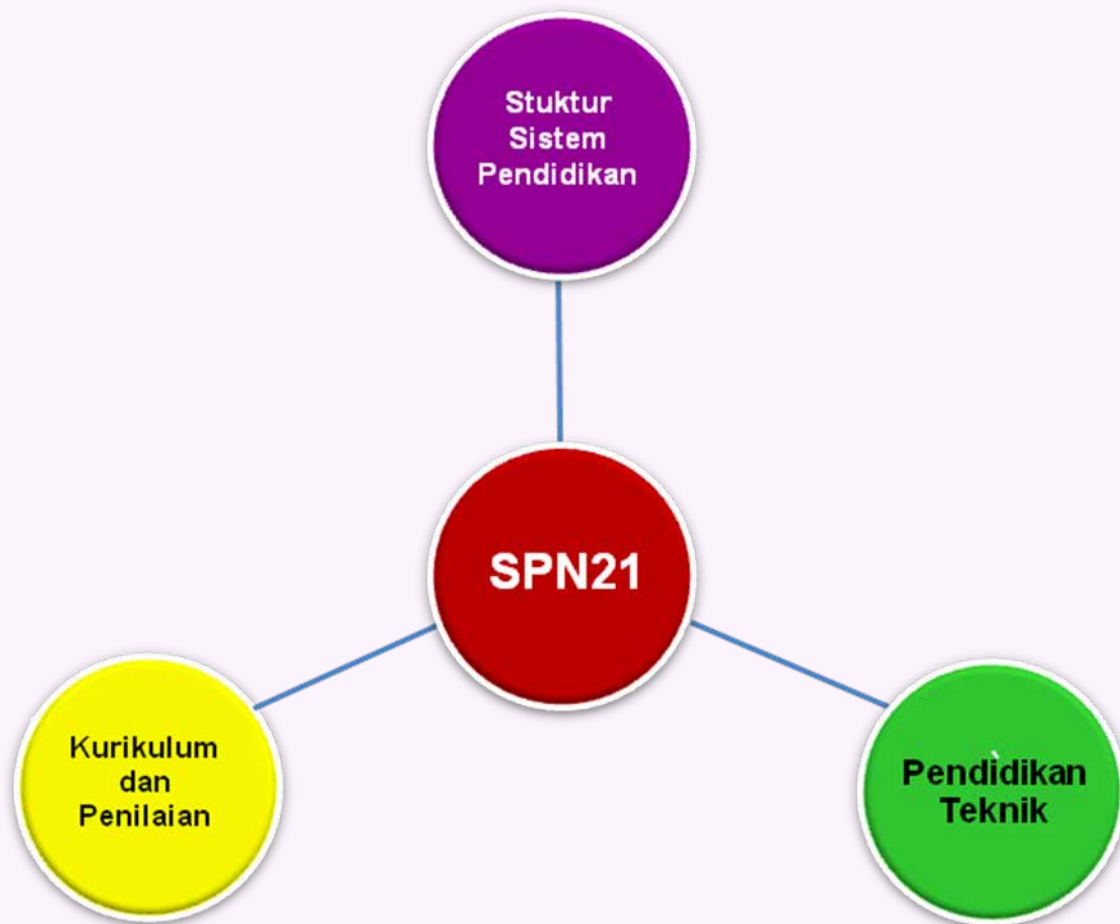 Stuktur
Sistem
Pendidikan
SPN21
Kurikulum
dan
Penilaian
Pendidikan
Teknik